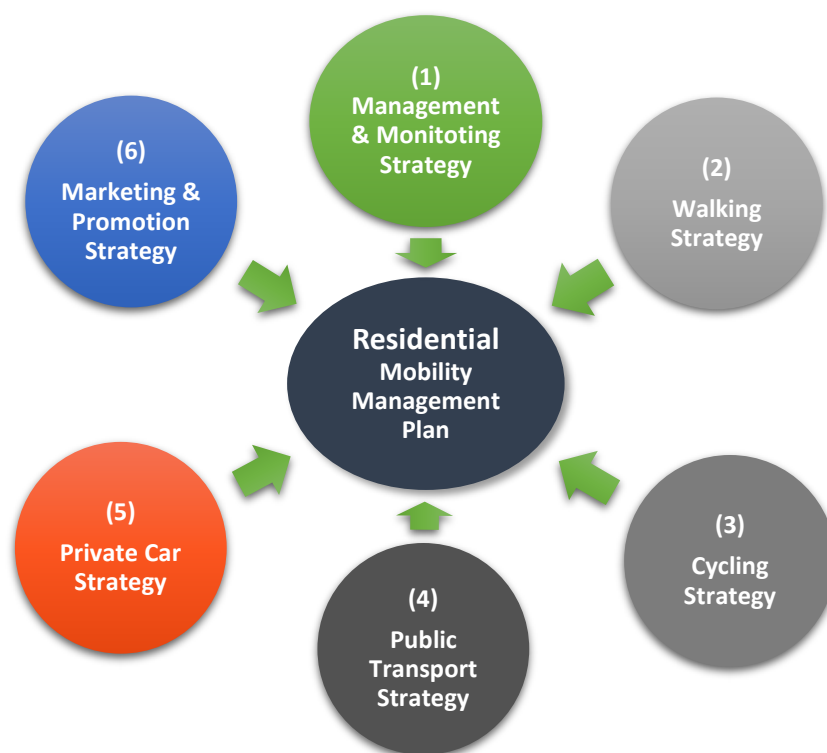 (1)
Management
& Monitoting
Strategy
(2)
Walking
Strategy
(3)
Cycling
Strategy
(4)
Public
Transport
Strategy
(5)
Private Car
Strategy
(6)
Marketing &
Promotion
Strategy
Residential
Mobility
Management
Plan